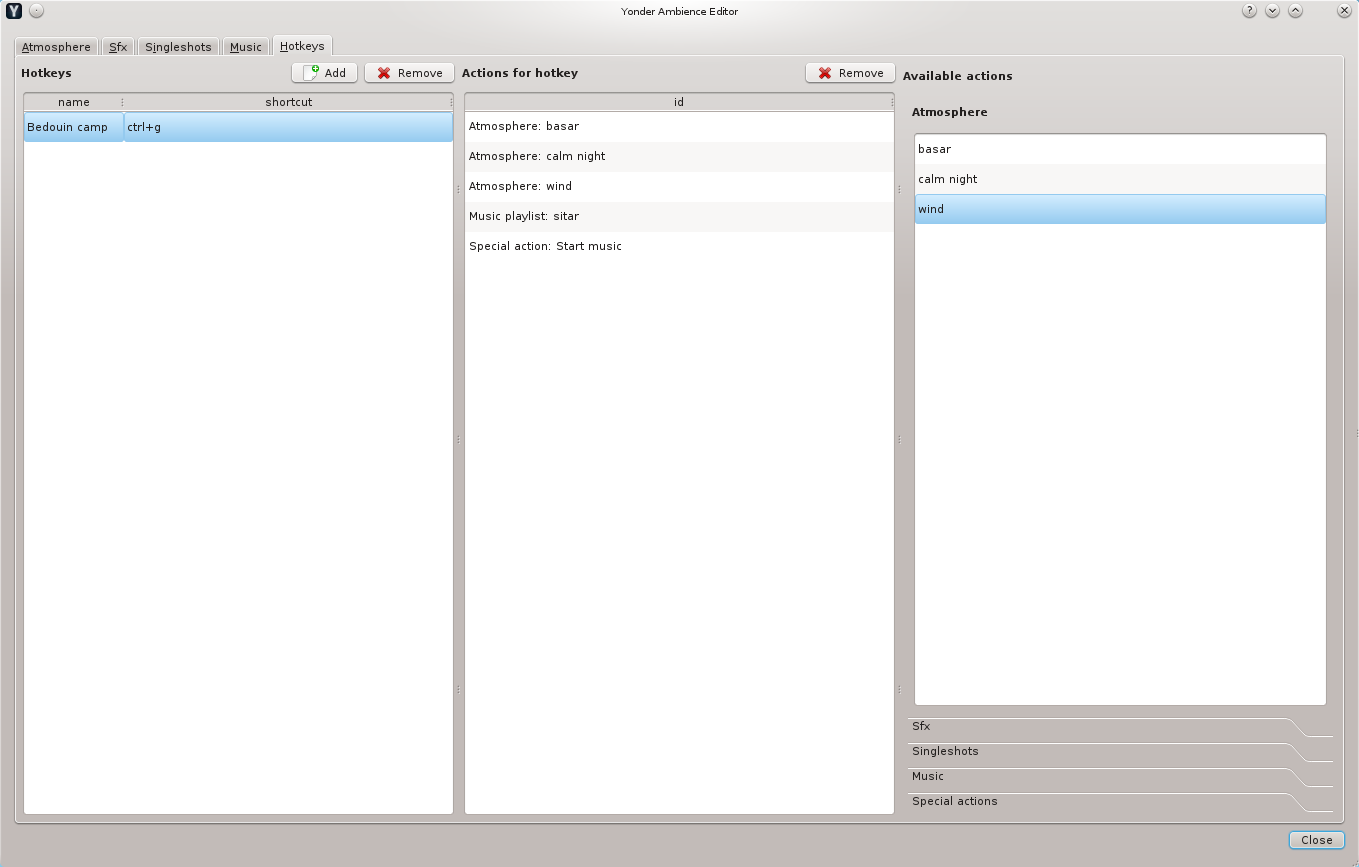 Y
Yonder Ambience Editor
?
Atmosphere Sfx Singleshots Music Hotkeys
Hotkeys Add Remove Actions for hotkey Remove Available actions
name shortcut id
Atmosphere
Bedouin camp ctrl+g
Atmosphere: basar
Atmosphere: calm night
Atmosphere: wind
Music playlist: sitar
Special action: Start music
basar
calm night
wind
Sfx
Singleshots
Music
Special actions
Close